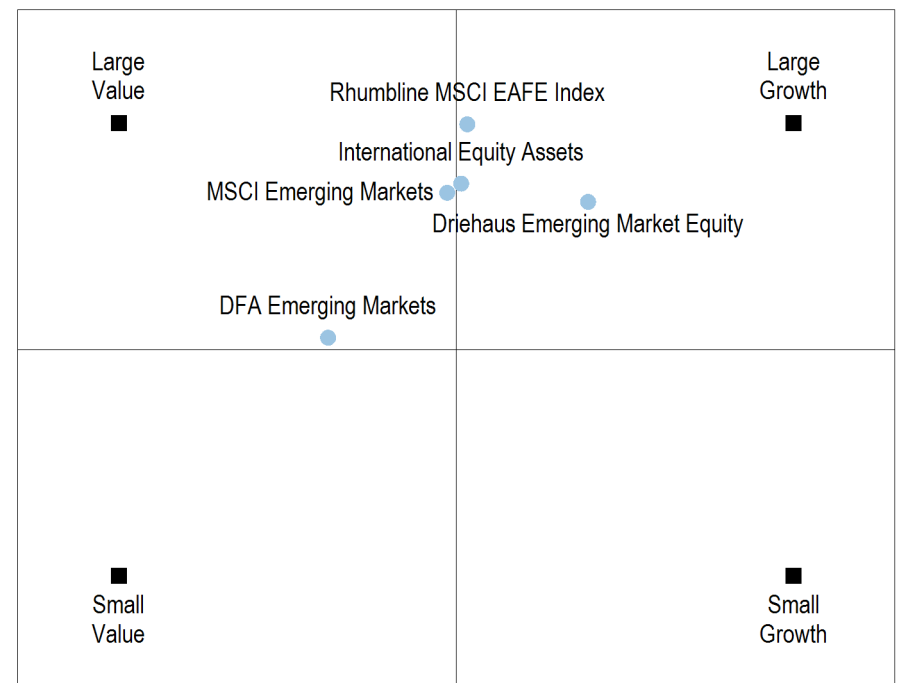 Large
Value
Large
Growth
Rhumbline MSCI EAFE Index
International Equity Assets
MSCI Emerging Markets
Driehaus Emerging Market Equity
DFA Emerging Markets
Small
Value
Small
Growth